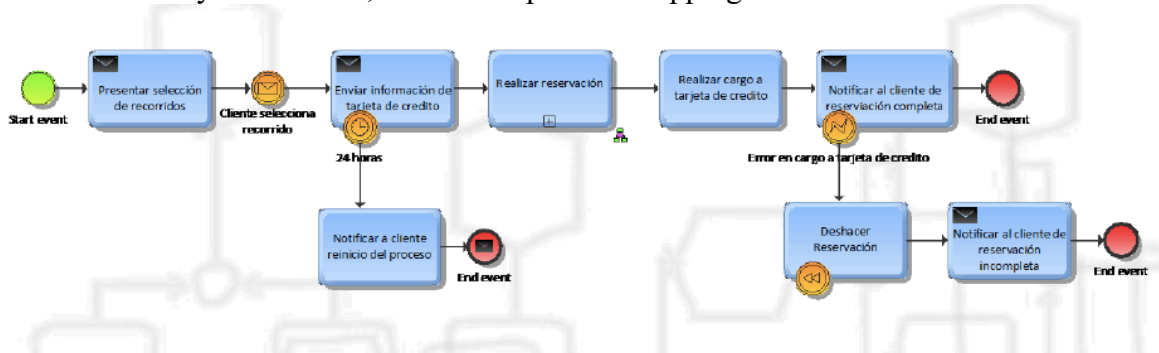 Presentar selección
de recorridos
Start event
Cliente selecciona
recorrido
Enviar información de
tarjeta de credito
24 horas
Realizar reservación
Realizar cargo a
tarjeta de credito
Notificar al cliente de
reserviación completa
Error en cargo a tarjeta de credito
End event
Notificar a cliente
reinicio del proceso
End event
Deshacer
Reservación
Notificar al cliente de
reservación
incompleta
End event